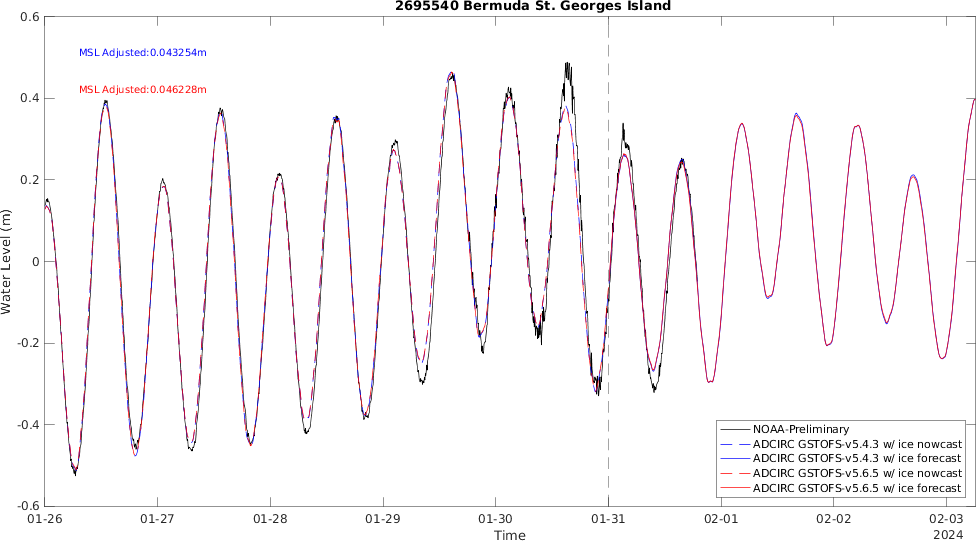 2695540 Bermuda St. Georges Island
MSL Adjusted:0.043254m
MSL Adjusted:0.046228m
0.6
0.4
0.2
0
-0.2
-0.4
-0.6
Water Level (m)
NOAA-Preliminary
ADCIRC GSTOFS-v5.4.3 w/ ice nowcast
ADCIRC GSTOFS-v5.4.3 w/ ice forecast
ADCIRC GSTOFS-v5.6.5 w/ ice nowcast
ADCIRC GSTOFS-v5.6.5 w/ ice forecast
01-26 01-27 01-28 01-29 01-30 01-31 02-01 02-02 02-03
Time
2024